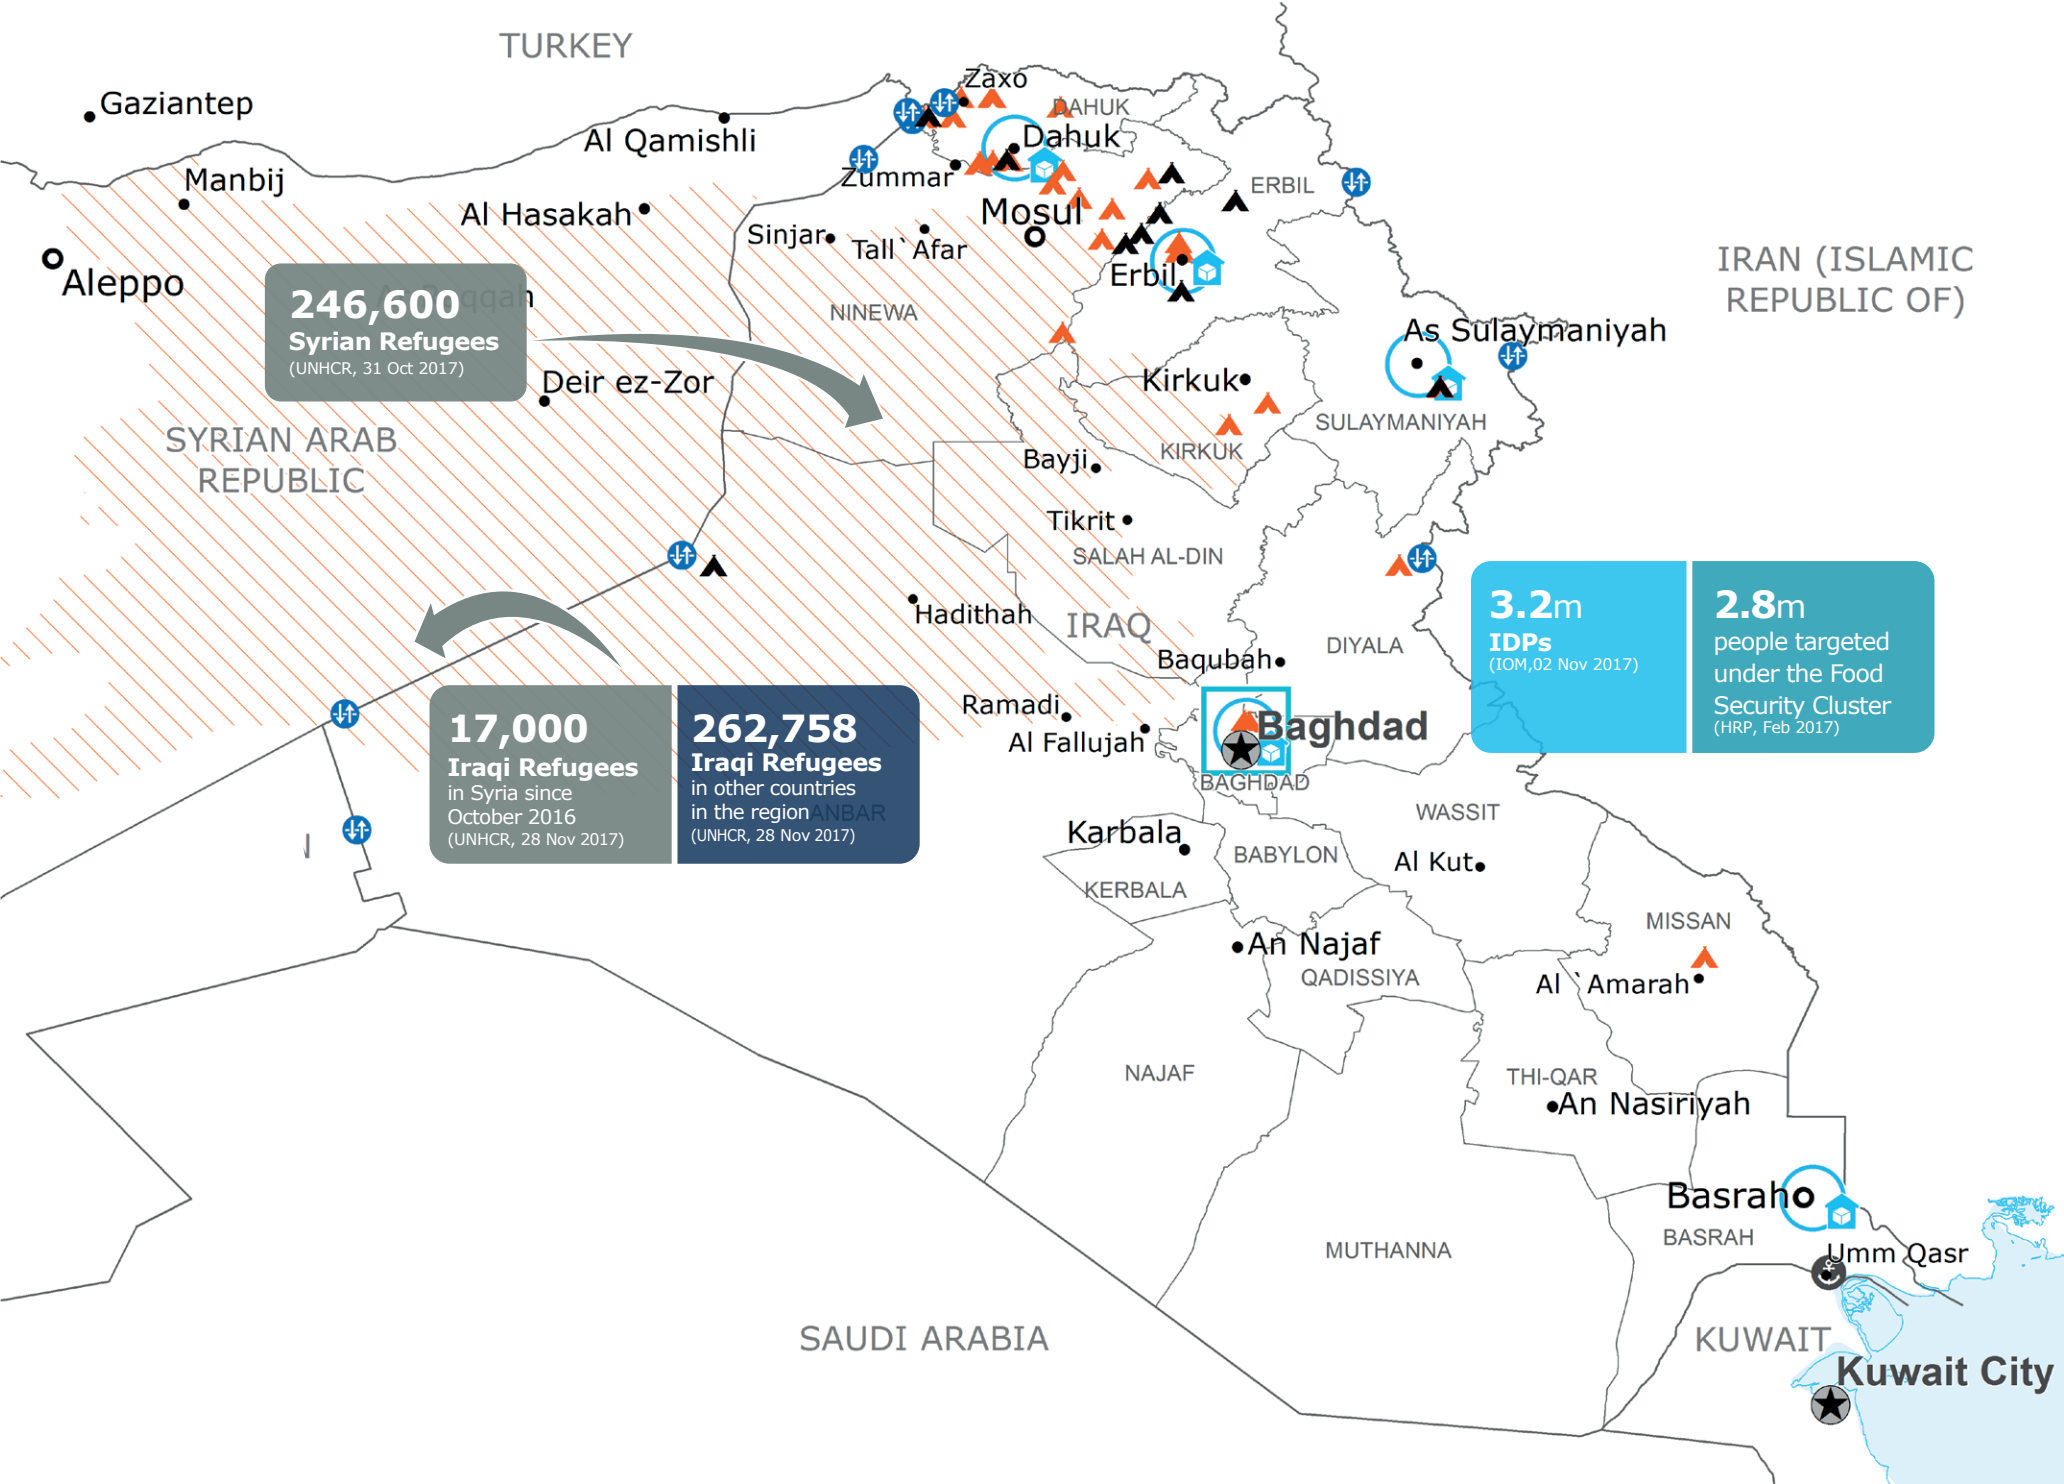 TURKEY
Zaxo
Gaziantep
DAHUK
Al Qamishli
Dahuk
Manbij
Zummar
ERBIL
Al Hasakah
Mosul
Sinjar
Tall`Afar
Aleppo
Erbil
IRAN (ISLAMIC
REPUBLIC OF)
246,600
Syrian Refugees
(UNHCR, 31 Oct 2017)
NINEWA
As Sulaymaniyah
Deir ez-Zor
Kirkuk
SULAYMANIYAH
SYRIAN ARAB
REPUBLIC
KIRKUK
Bayji
Tikrit
SALAH AL-DIN
Hadithah
IRAQ
DIYALA
Baqubah
3.2m
IDPs
(IOM,02 Nov 2017)
2.8m
people targeted
under the Food
Security Cluster
(HRP, Feb 2017)
Ramadi
Al Fallujah
Baghdad
BAGHDAD
17,000
Iraqi Refugees
in Syria since
October 2016
(UNHCR, 28 Nov 2017)
262,758
Iraqi Refugees
in other countries
in the region
(UNHCR, 28 Nov 2017)
ANBAR
WASSIT
Karbala
BABYLON
Al Kut
KERBALA
MISSAN
An Najaf
QADISSIYA
Al `Amarah
NAJAF
THI-QAR
An Nasiriyah
Basrah
BASRAH
MUTHANNA
Umm Qasr
SAUDI ARABIA
KUWAIT
Kuwait City